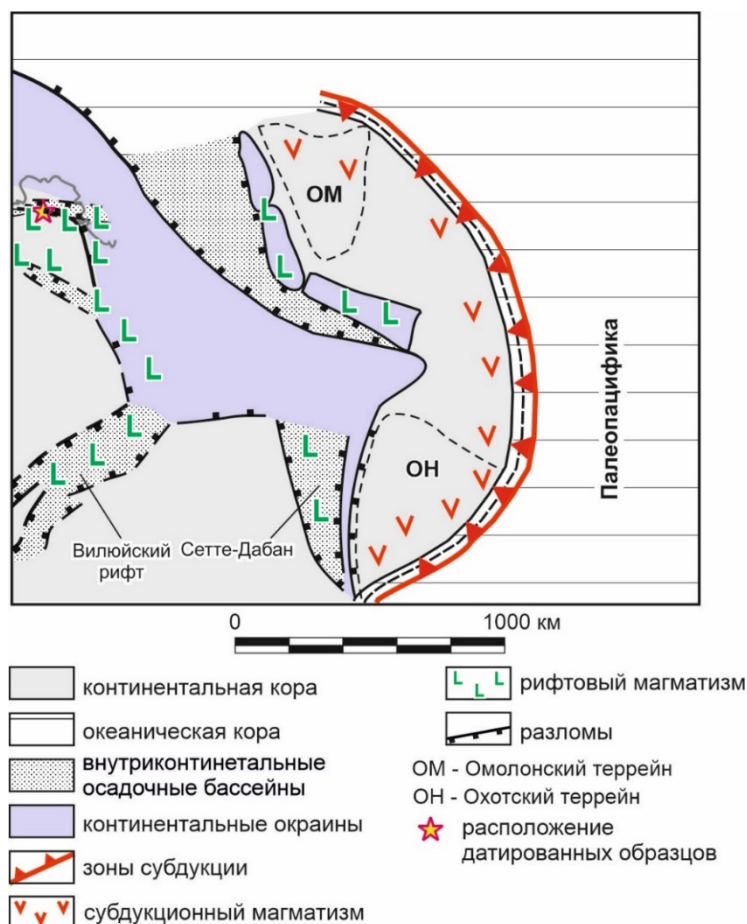 ОМ
Палеопацифика
ОН
Вилюйский
рифт
Сетте-Дабан
0
1000 км
континентальная кора
океаническая кора
внутриконтинетальные
осадочные бассейны
континентальные окраины
зоны субдукции
субдукционный магматизм
рифтовый магматизм
разломы
ОМ - Омолонский террейн
ОН - Охотский террейн
расположение
датированных образцов